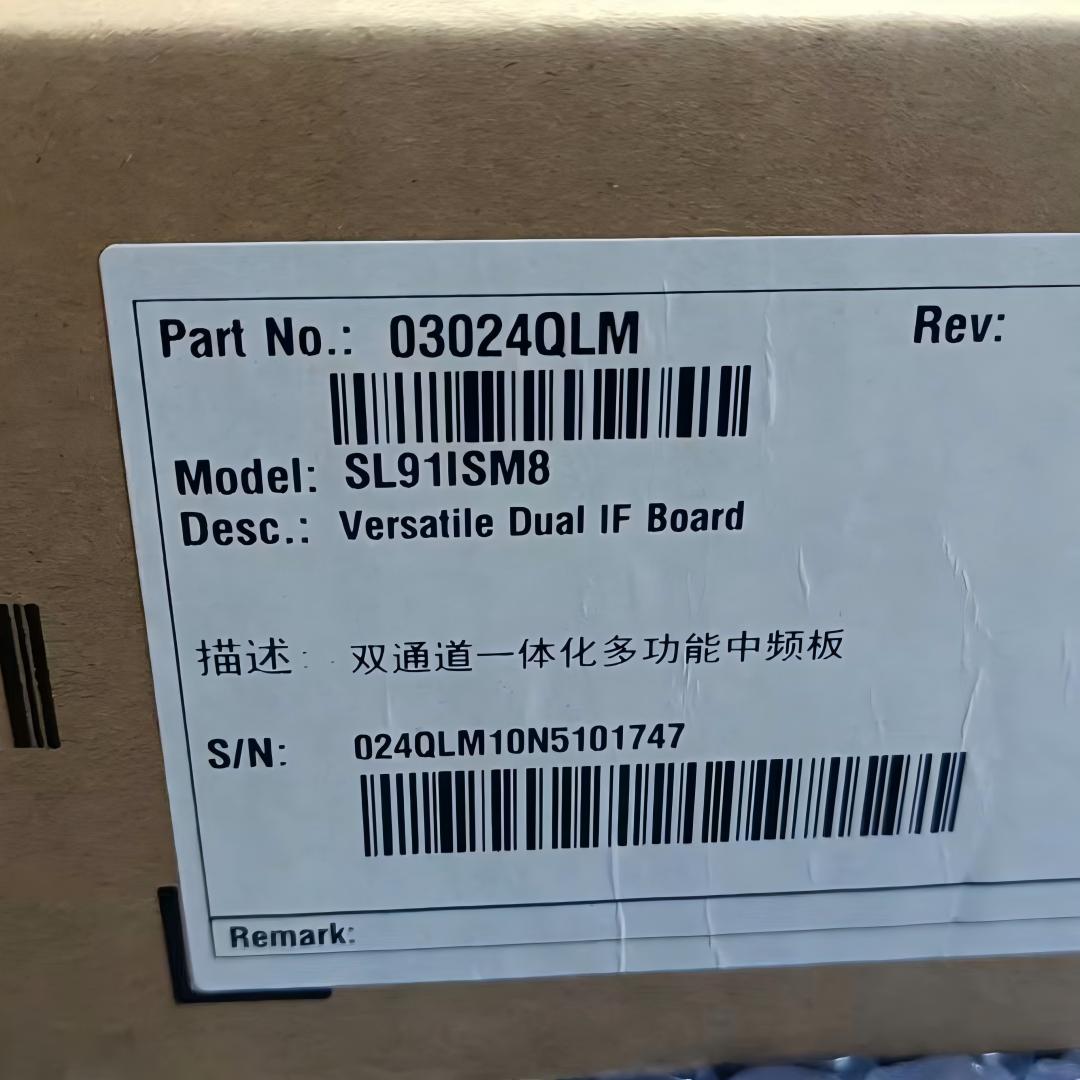 Part No.: 03024QLM Rev:
Model: SL91ISM8
Desc.: Versatile Dual IF Board
描述: 双通道一体化多功能中频板
S/N: 024QLM10N5101747
Remark: